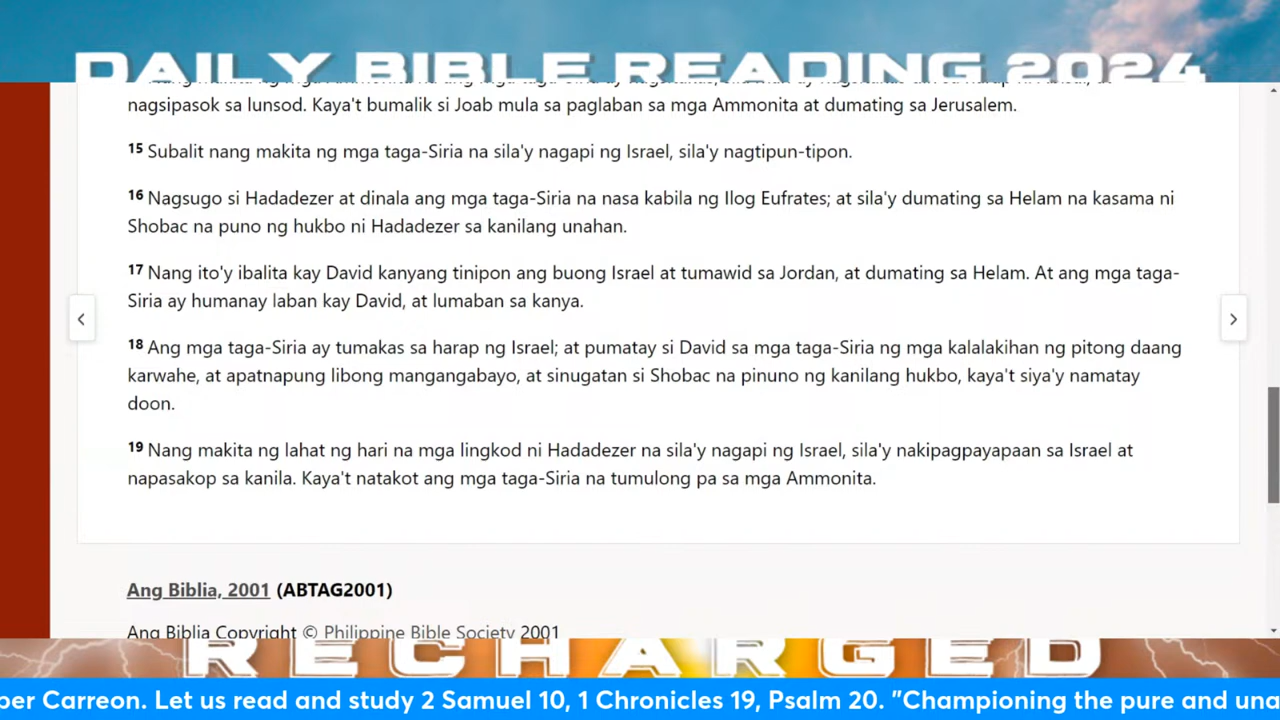 DAILY BIBLE READING 2024
nagsipasok sa lunsod. Kaya't bumalik si Joab mula sa paglaban sa mga Ammonita at dumating sa Jerusalem.
15 Subalit nang makita ng mga taga-Siria na sila'y nagapi ng Israel, sila'y nagtipun-tipon.
16 Nagsugo si Hadadezer at dinala ang mga taga-Siria na nasa kabila ng Ilog Eufrates; at sila'y dumating sa Helam na kasama ni
Shobac na puno ng hukbo ni Hadadezer sa kanilang unahan.
17 Nang ito'y ibalita kay David kanyang tinipon ang buong Israel at tumawid sa Jordan, at dumating sa Helam. At ang mga taga-
Siria ay humanay laban kay David, at lumaban sa kanya.
18 Ang mga taga-Siria ay tumakas sa harap ng Israel; at pumatay si David sa mga taga-Siria ng mga kalalakihan ng pitong daang
karwahe, at apatnapung libong mangangabayo, at sinugatan si Shobac na pinuno ng kanilang hukbo, kaya't siya'y namatay
doon.
19 Nang makita ng lahat ng hari na mga lingkod ni Hadadezer na sila'y nagapi ng Israel, sila'y nakipagpayapaan sa Israel at
napasakop sa kanila. Kaya't natakot ang mga taga-Siria na tumulong pa sa mga Ammonita.
Ang Biblia, 2001 (ABTAG2001)
Ang Biblia Copyright © Philippine Bible Society 2001
RECHARGED
per Carreon. Let us read and study 2 Samuel 10, 1 Chronicles 19, Psalm 20. "Championing the pure and